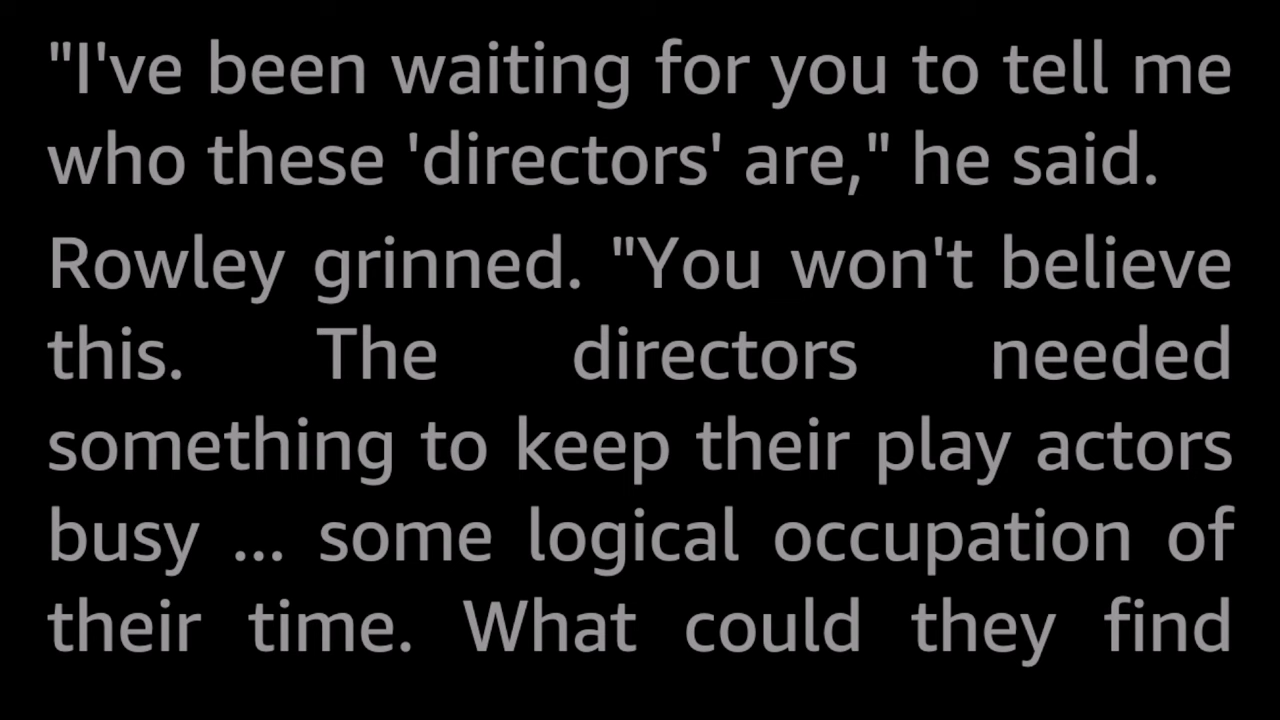 "I've been waiting for you to tell me
who these 'directors' are," he said.
Rowley grinned. "You won't believe
this. The directors needed
something to keep their play actors
busy ... some logical occupation of
their time. What could they find